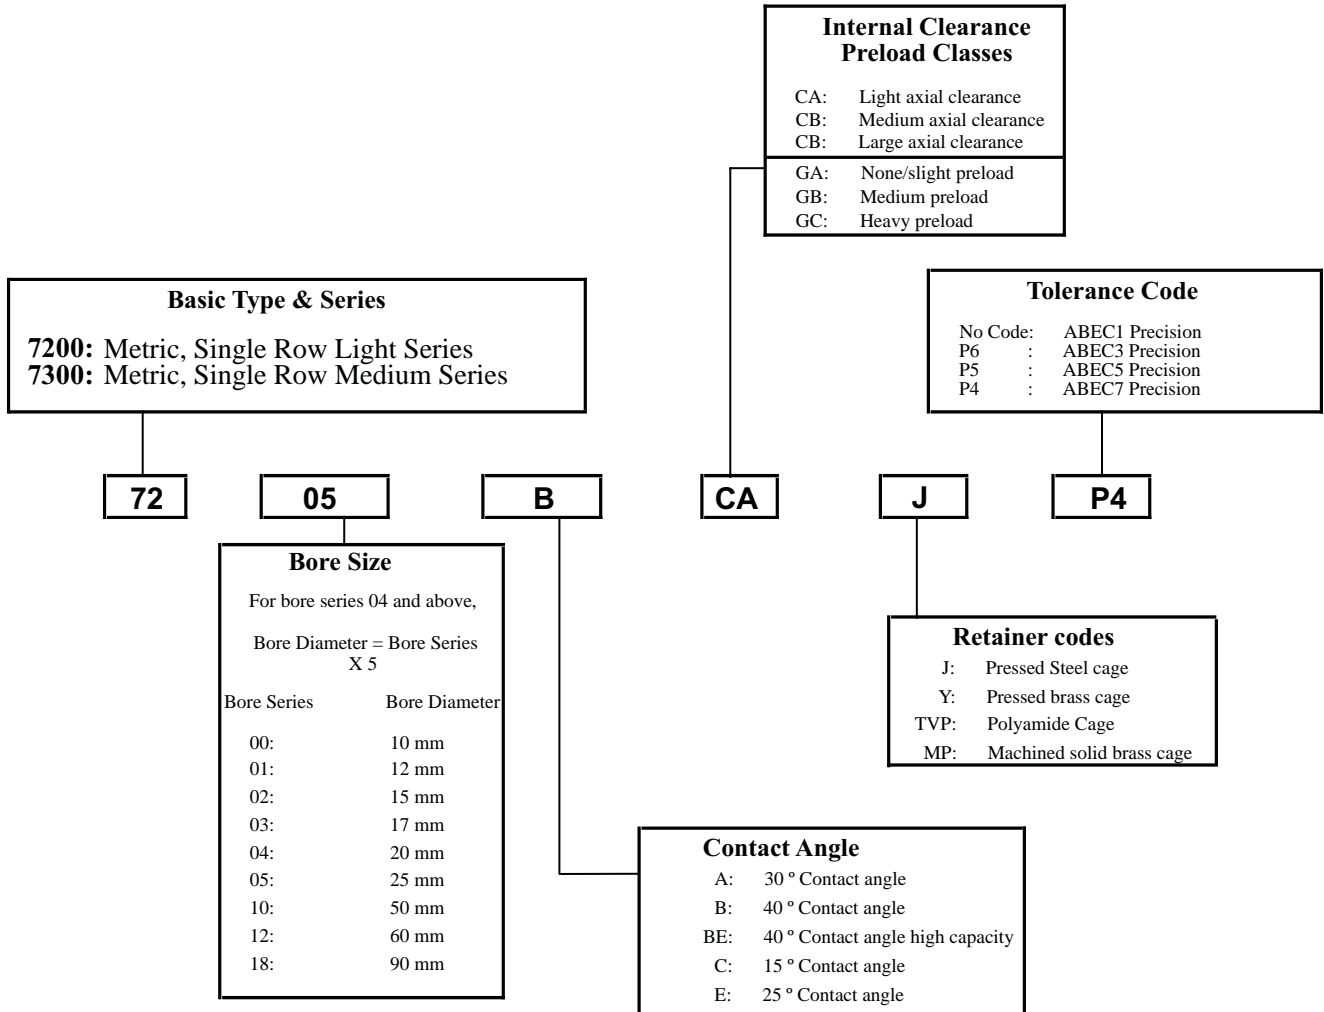 Internal Clearance
Preload Classes
CA: Light axial clearance
CB: Medium axial clearance
CB: Large axial clearance
GA: None/slight preload
GB: Medium preload
GC: Heavy preload
Basic Type & Series
7200: Metric, Single Row Light Series
7300: Metric, Single Row Medium Series
Tolerance Code
No Code: ABEC1 Precision
P6 : ABEC3 Precision
P5 : ABEC5 Precision
P4 : ABEC7 Precision
72 05 B CA J P4
Bore Size
For bore series 04 and above,
Bore Diameter = Bore Series
X 5
Bore Series Bore Diameter
00: 10 mm
01: 12 mm
02: 15 mm
03: 17 mm
04: 20 mm
05: 25 mm
10: 50 mm
12: 60 mm
18: 90 mm
Retainer codes
J: Pressed Steel cage
Y: Pressed brass cage
TVP: Polyamide Cage
MP: Machined solid brass cage
Contact Angle
A: 30 º Contact angle
B: 40 º Contact angle
BE: 40 º Contact angle high capacity
C: 15 º Contact angle
E: 25 º Contact angle